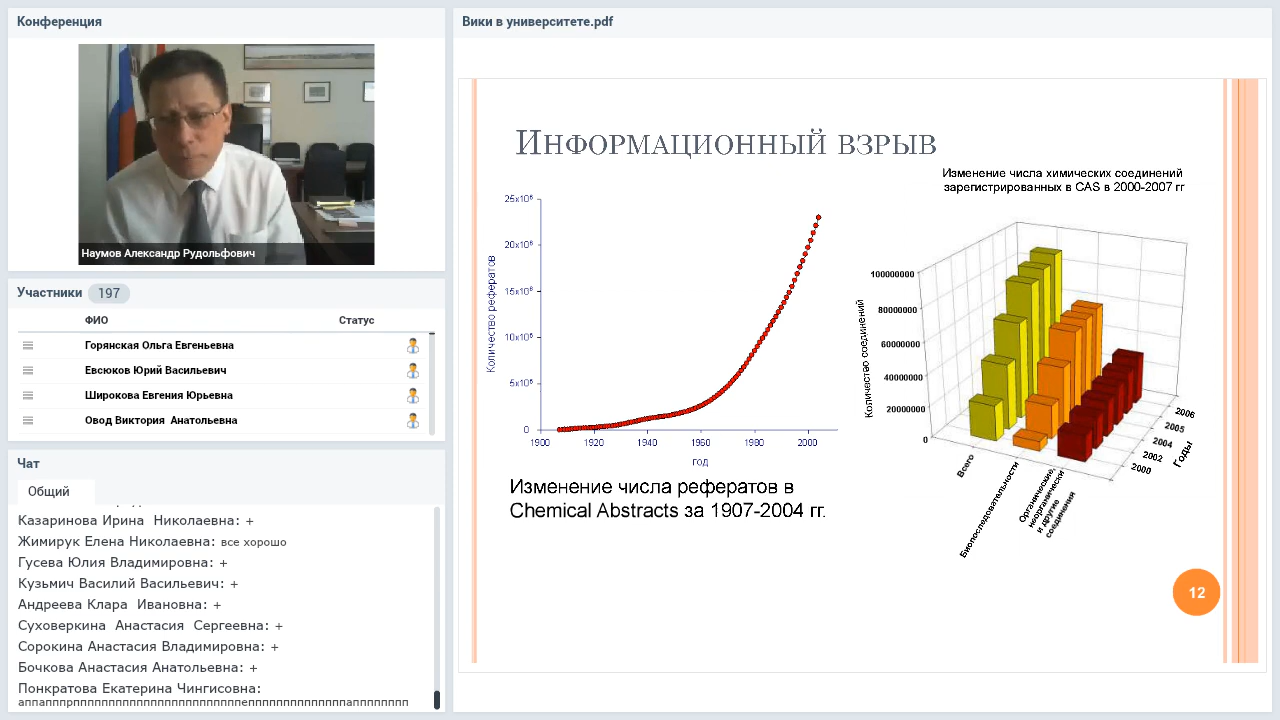 Конференция
Наумов Александр Рудольфович
Участники 197
ФИО Статус
Горянская Ольга Евгеньевна
Евсюков Юрий Васильевич
Широкова Евгения Юрьевна
Овод Виктория Анатольевна
Чат
Общий
Казаринова Ирина Николаевна: +
Жимирук Елена Николаевна: все хорошо
Гусева Юлия Владимировна: +
Кузьмич Василий Васильевич: +
Андреева Клара Ивановна: +
Суховеркина Анастасия Сергеевна: +
Сорокина Анастасия Владимировна: +
Бочкова Анастасия Анатольевна: +
Понкратова Екатерина Чингисовна:
Вики в университете.pdf
Информационный взрыв
Изменение числа химических соединений
зарегистрированных в CAS в 2000-2007 гг
Количество рефератов
25x10⁶
20x10⁶
15x10⁶
10x10⁶
5x10⁶
0
1900 1920 1940 1960 1980 2000
год
Изменение числа рефератов в
Chemical Abstracts за 1907-2004 гг.
Количество соединений
100000000
80000000
60000000
40000000
20000000
0
Всего
Биопоследовательности
Органические,
неорганически
и другие
соединения
2000
2002
2004
2005
2006
Годы
12